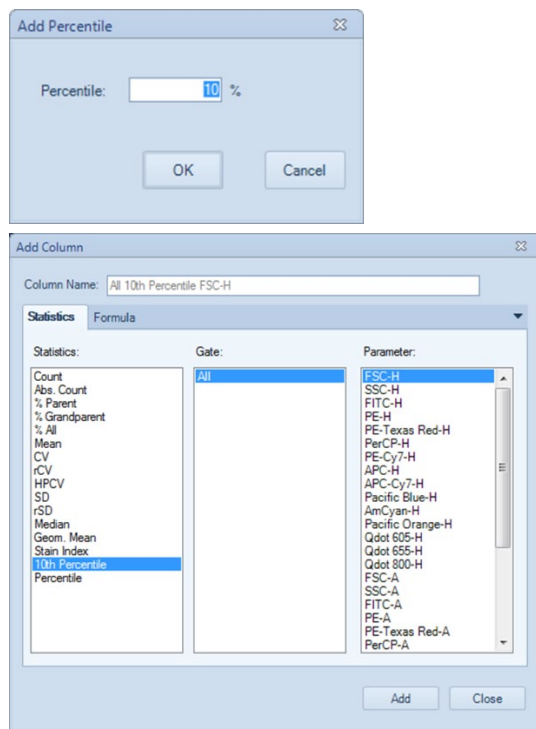 Add Percentile
Percentile: 10 %
OK Cancel
Add Column
Column Name: All 10th Percentile FSC-H
Statistics Formula
Statistics:
Count
Abs. Count
% Parent
% Grandparent
% All
Mean
CV
rCV
HPCV
SD
rSD
Median
Geom. Mean
Stain Index
10th Percentile
Percentile
Gate:
All
Parameter:
FSC-H
SSC-H
FITC-H
PE-H
PE-Texas Red-H
PerCP-H
PE-Cy7-H
APC-H
APC-Cy7-H
Pacific Blue-H
AmCyan-H
Pacific Orange-H
Qdot 605-H
Qdot 655-H
Qdot 800-H
FSC-A
SSC-A
FITC-A
PE-A
PE-Texas Red-A
PerCP-A
Add Close